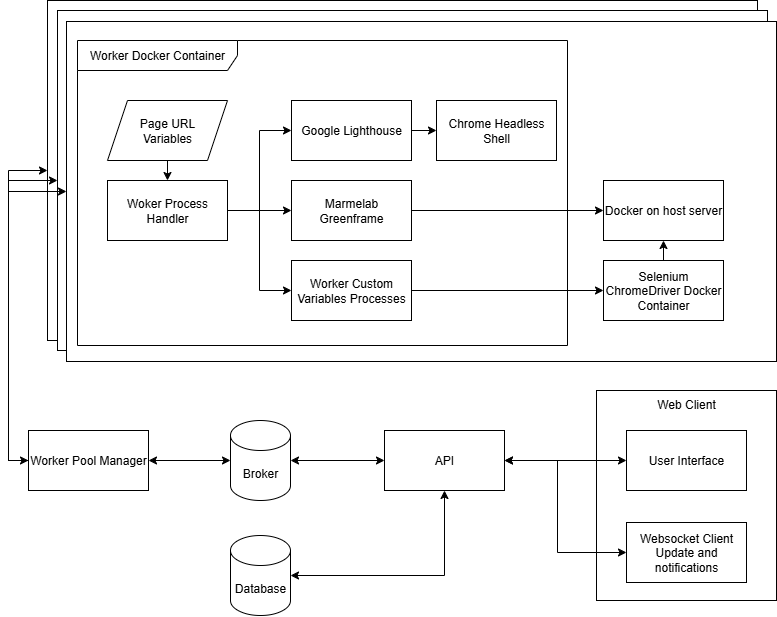 Worker Docker Container
Page URL
Variables
Google Lighthouse
Chrome Headless
Shell
Woker Process
Handler
Marmelab
Greenframe
Docker on host server
Worker Custom
Variables Processes
Selenium
ChromeDriver Docker
Container
Web Client
Worker Pool Manager
Broker
API
User Interface
Websocket Client
Update and
notifications
Database